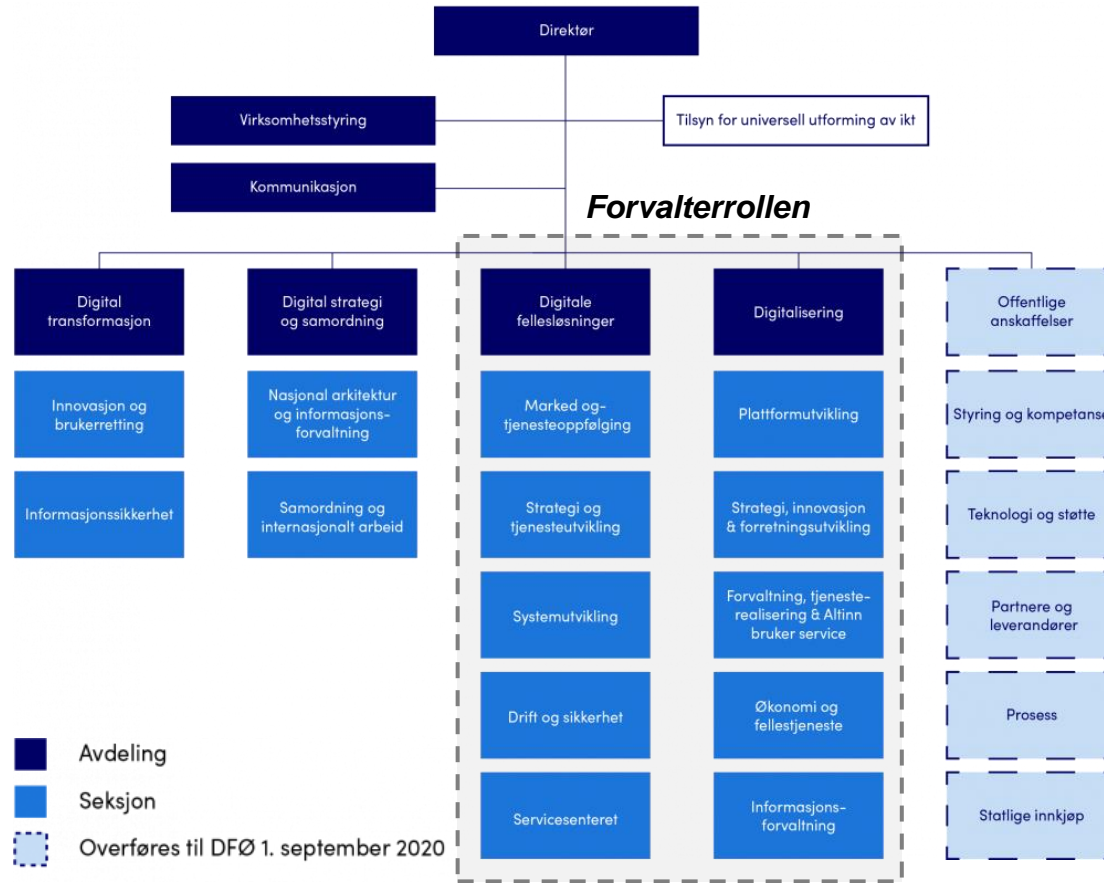 Direktør
Virksomhetsstyring
Tilsyn for universell utforming av ikt
Kommunikasjon
Forvalterrollen
Digital
transformasjon
Digital strategi
og samordning
Digitale
fellesløsninger
Digitalisering
Offentlige
anskaffelser
Innovasjon og
brukerretting
Nasjonal arkitektur
og informasjons-
forvaltning
Marked og-
tjenesteoppfølging
Plattformutvikling
Styring og kompetanse
Informasjonssikkerhet
Samordning og
internasjonalt arbeid
Strategi og
tjenesteutvikling
Strategi, innovasjon
& forretningsutvikling
Teknologi og støtte
Systemutvikling
Forvaltning, tjeneste-
realisering & Altinn
bruker service
Partnere og
leverandører
Drift og sikkerhet
Økonomi og
fellestjeneste
Prosess
Servicesenteret
Informasjons-
forvaltning
Statlige innkjøp
Avdeling
Seksjon
Overføres til DFØ 1. september 2020